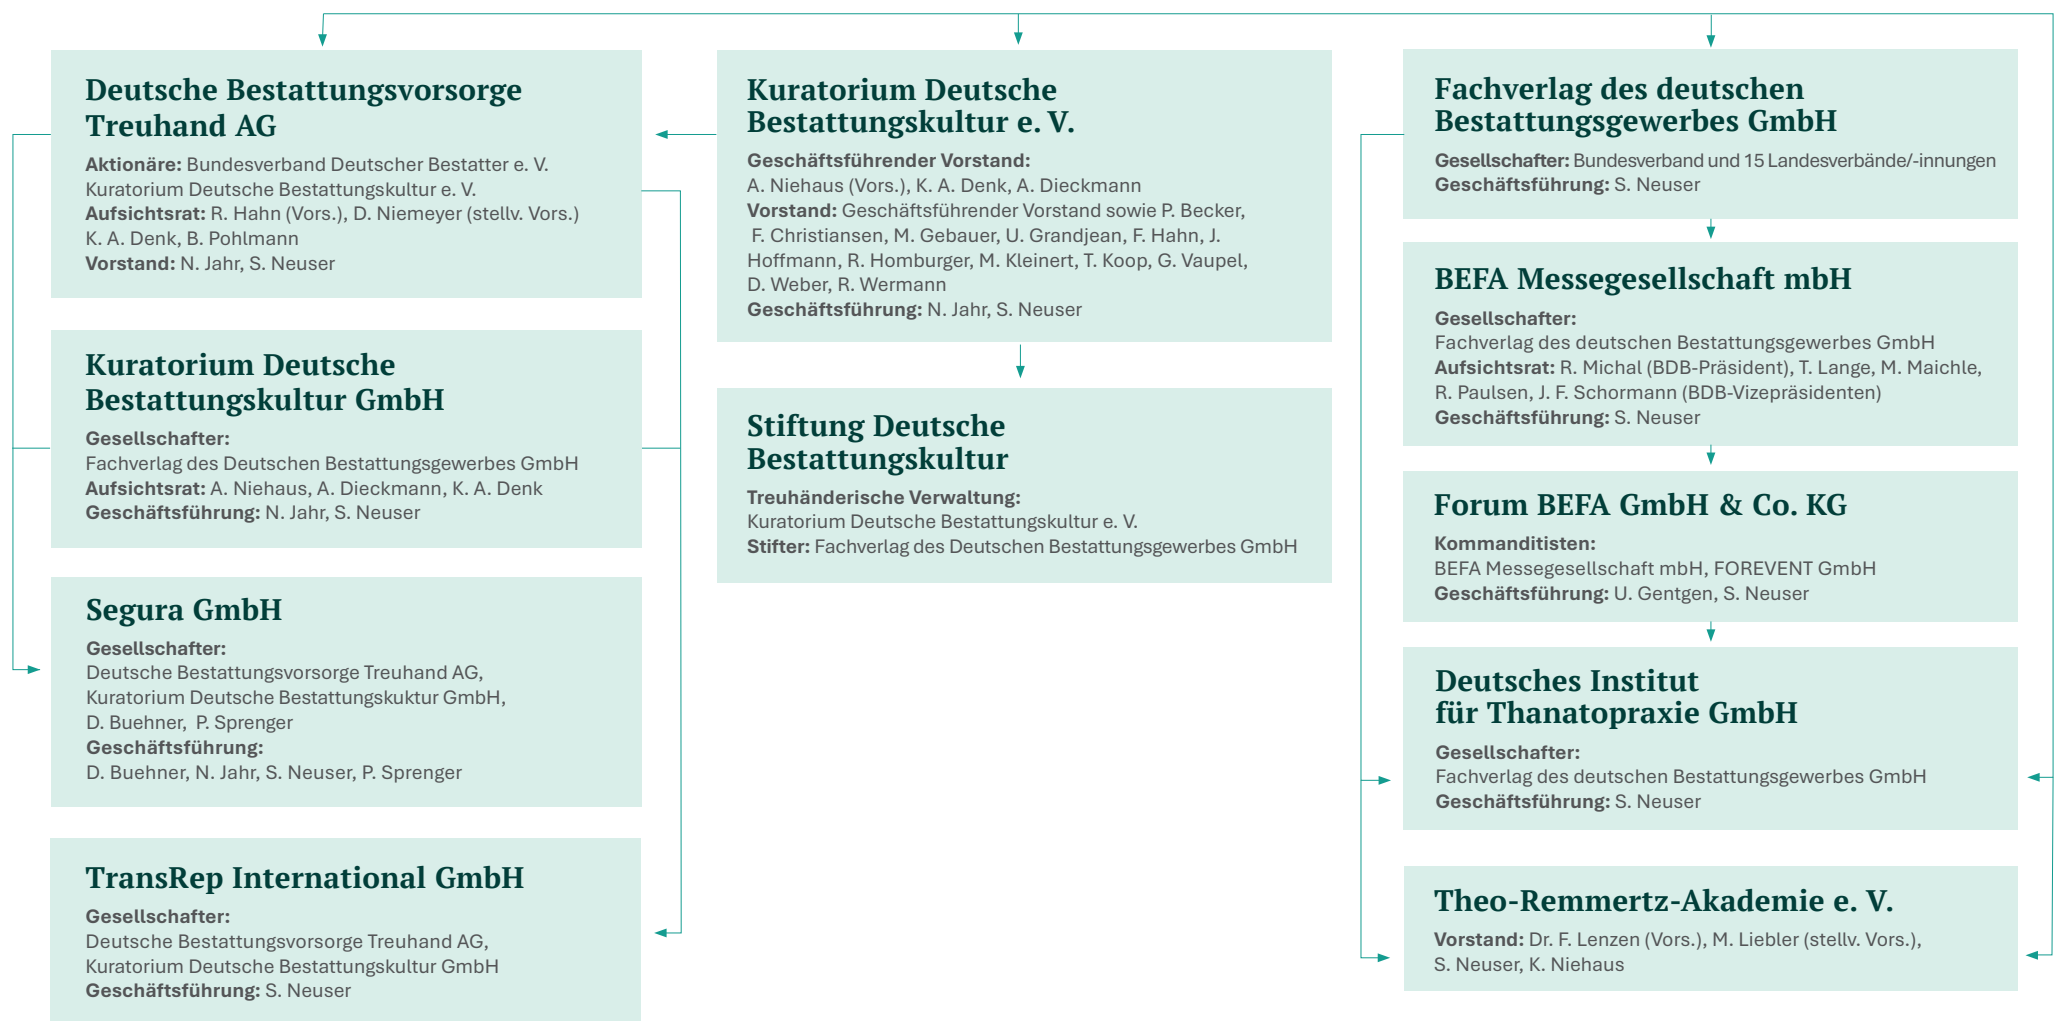 Deutsche Bestattungsvorsorge
Treuhand AG
Aktionäre: Bundesverband Deutscher Bestatter e. V.
Kuratorium Deutsche Bestattungskultur e. V.
Aufsichtsrat: R. Hahn (Vors.), D. Niemeyer (stellv. Vors.)
K. A. Denk, B. Pohlmann
Vorstand: N. Jahr, S. Neuser
Kuratorium Deutsche
Bestattungskultur GmbH
Gesellschafter:
Fachverlag des Deutschen Bestattungsgewerbes GmbH
Aufsichtsrat: A. Niehaus, A. Dieckmann, K. A. Denk
Geschäftsführung: N. Jahr, S. Neuser
Segura GmbH
Gesellschafter:
Deutsche Bestattungsvorsorge Treuhand AG,
Kuratorium Deutsche Bestattungskuktur GmbH,
D. Buehner, P. Sprenger
Geschäftsführung:
D. Buehner, N. Jahr, S. Neuser, P. Sprenger
TransRep International GmbH
Gesellschafter:
Deutsche Bestattungsvorsorge Treuhand AG,
Kuratorium Deutsche Bestattungskultur GmbH
Geschäftsführung: S. Neuser
Kuratorium Deutsche
Bestattungskultur e. V.
Geschäftsführender Vorstand:
A. Niehaus (Vors.), K. A. Denk, A. Dieckmann
Vorstand: Geschäftsführender Vorstand sowie P. Becker,
F. Christiansen, M. Gebauer, U. Grandjean, F. Hahn, J.
Hoffmann, R. Homburger, M. Kleinert, T. Koop, G. Vaupel,
D. Weber, R. Wermann
Geschäftsführung: N. Jahr, S. Neuser
Stiftung Deutsche
Bestattungskultur
Treuhänderische Verwaltung:
Kuratorium Deutsche Bestattungskultur e. V.
Stifter: Fachverlag des Deutschen Bestattungsgewerbes GmbH
Fachverlag des deutschen
Bestattungsgewerbes GmbH
Gesellschafter: Bundesverband und 15 Landesverbände/-innungen
Geschäftsführung: S. Neuser
BEFA Messegesellschaft mbH
Gesellschafter:
Fachverlag des deutschen Bestattungsgewerbes GmbH
Aufsichtsrat: R. Michal (BDB-Präsident), T. Lange, M. Maichle,
R. Paulsen, J. F. Schormann (BDB-Vizepräsidenten)
Geschäftsführung: S. Neuser
Forum BEFA GmbH & Co. KG
Kommanditisten:
BEFA Messegesellschaft mbH, FOREVENT GmbH
Geschäftsführung: U. Gentgen, S. Neuser
Deutsches Institut
für Thanatopraxie GmbH
Gesellschafter:
Fachverlag des deutschen Bestattungsgewerbes GmbH
Geschäftsführung: S. Neuser
Theo-Remmertz-Akademie e. V.
Vorstand: Dr. F. Lenzen (Vors.), M. Liebler (stellv. Vors.),
S. Neuser, K. Niehaus